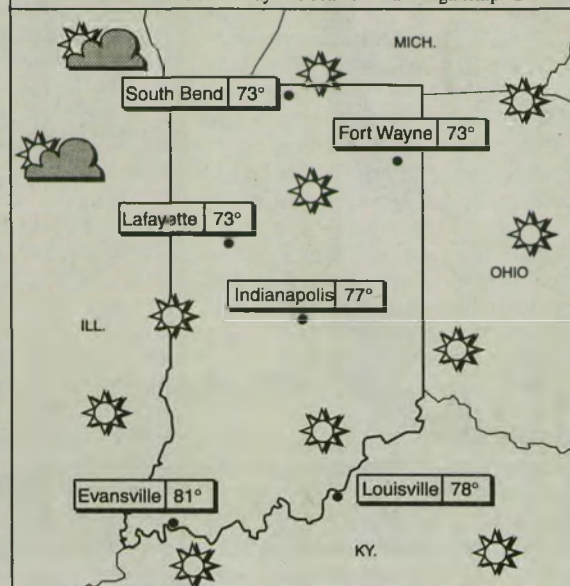 MICH.
South Bend 73°
Fort Wayne 73°
Lafayette 73°
OHIO
Indianapolis 77°
ILL.
Evansville 81°
Louisville 78°
KY.